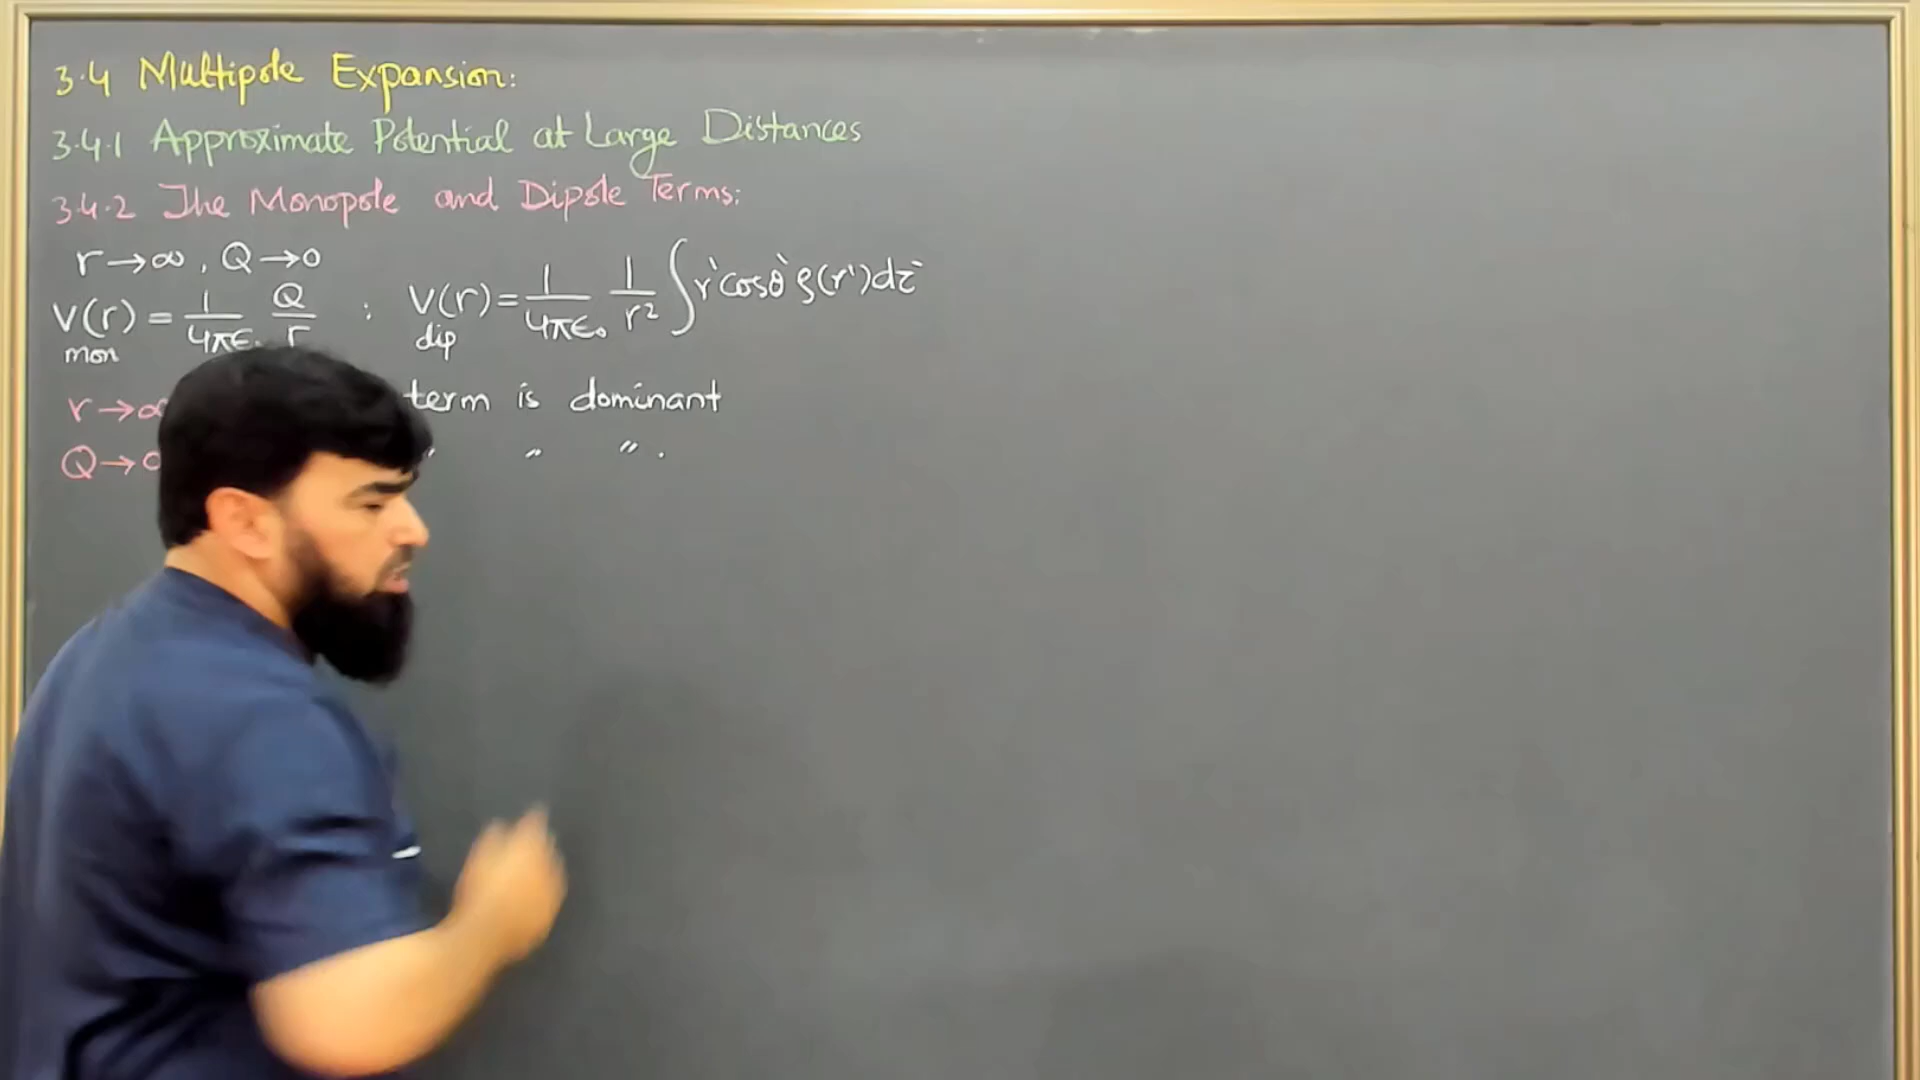 3.4 Multipole Expansion:
3.4.1 Approximate Potential at Large Distances
3.4.2 The Monopole and Dipole Terms:
r→∞, Q→0
V(r) = 1/4πε Q/r ; V(r) = 1/4πε₀ 1/r² ∫r'cosθ'ρ(r')dτ'
mon dip
r→∞ term is dominant
Q→0 〃 〃 .